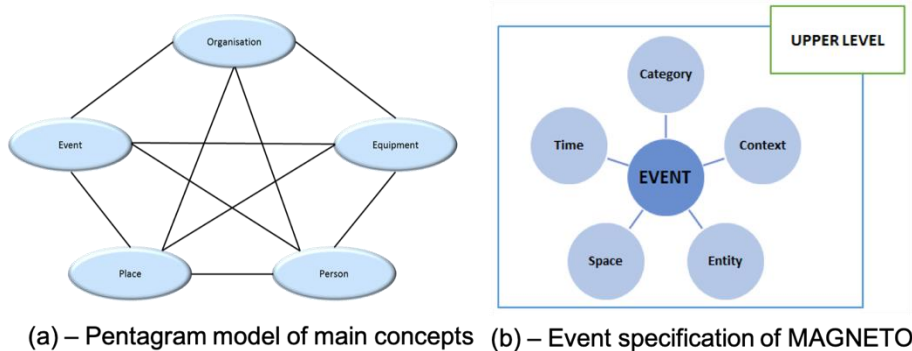 Organisation
Event
Equipment
Place
Person
(a) – Pentagram model of main concepts
UPPER LEVEL
Category
Time
Context
EVENT
Space
Entity
(b) – Event specification of MAGNETO